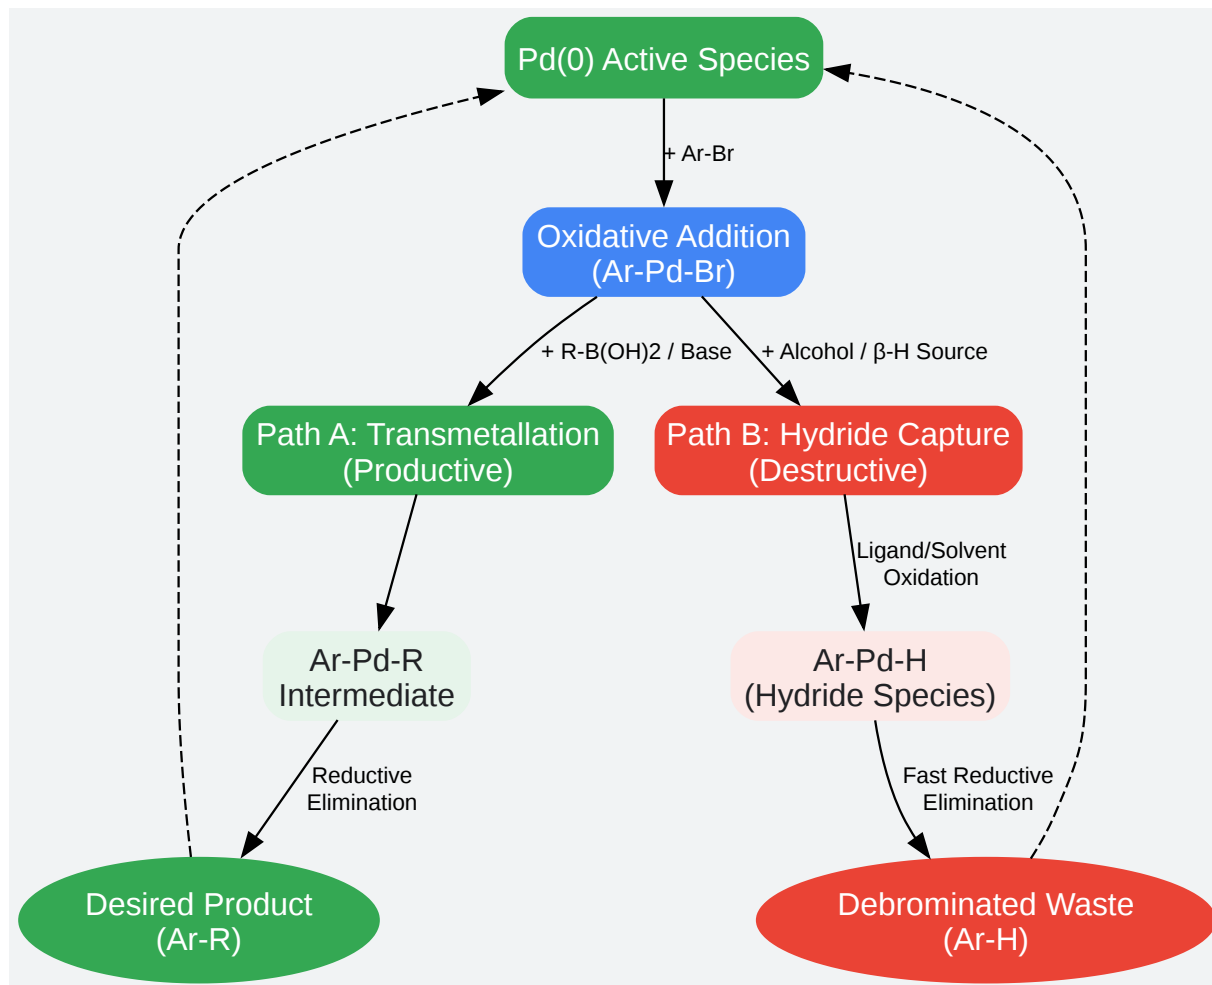 Pd(0) Active Species
+ Ar-Br
Oxidative Addition
(Ar-Pd-Br)
+ R-B(OH)2 / Base
+ Alcohol / β-H Source
Path A: Transmetallation
(Productive)
Path B: Hydride Capture
(Destructive)
Ligand/Solvent
Oxidation
Ar-Pd-R
Intermediate
Ar-Pd-H
(Hydride Species)
Reductive
Elimination
Fast Reductive
Elimination
Desired Product
(Ar-R)
Debrominated Waste
(Ar-H)